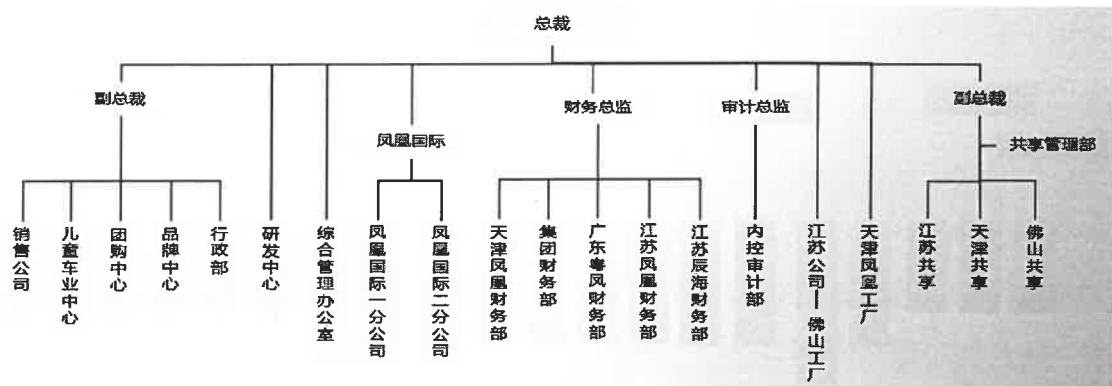 总裁
副总裁
财务总监
审计总监
副总裁
凤凰国际
共享管理部
销售公司
儿童车业中心
团购中心
品牌中心
行政部
研发中心
综合管理办公室
凤凰国际一分公司
凤凰国际二分公司
天津凤凰财务部
集团财务部
广东粤凤财务部
江苏凤凰财务部
江苏辰海财务部
内控审计部
江苏公司—佛山工厂
天津凤凰工厂
江苏共享
天津共享
佛山共享